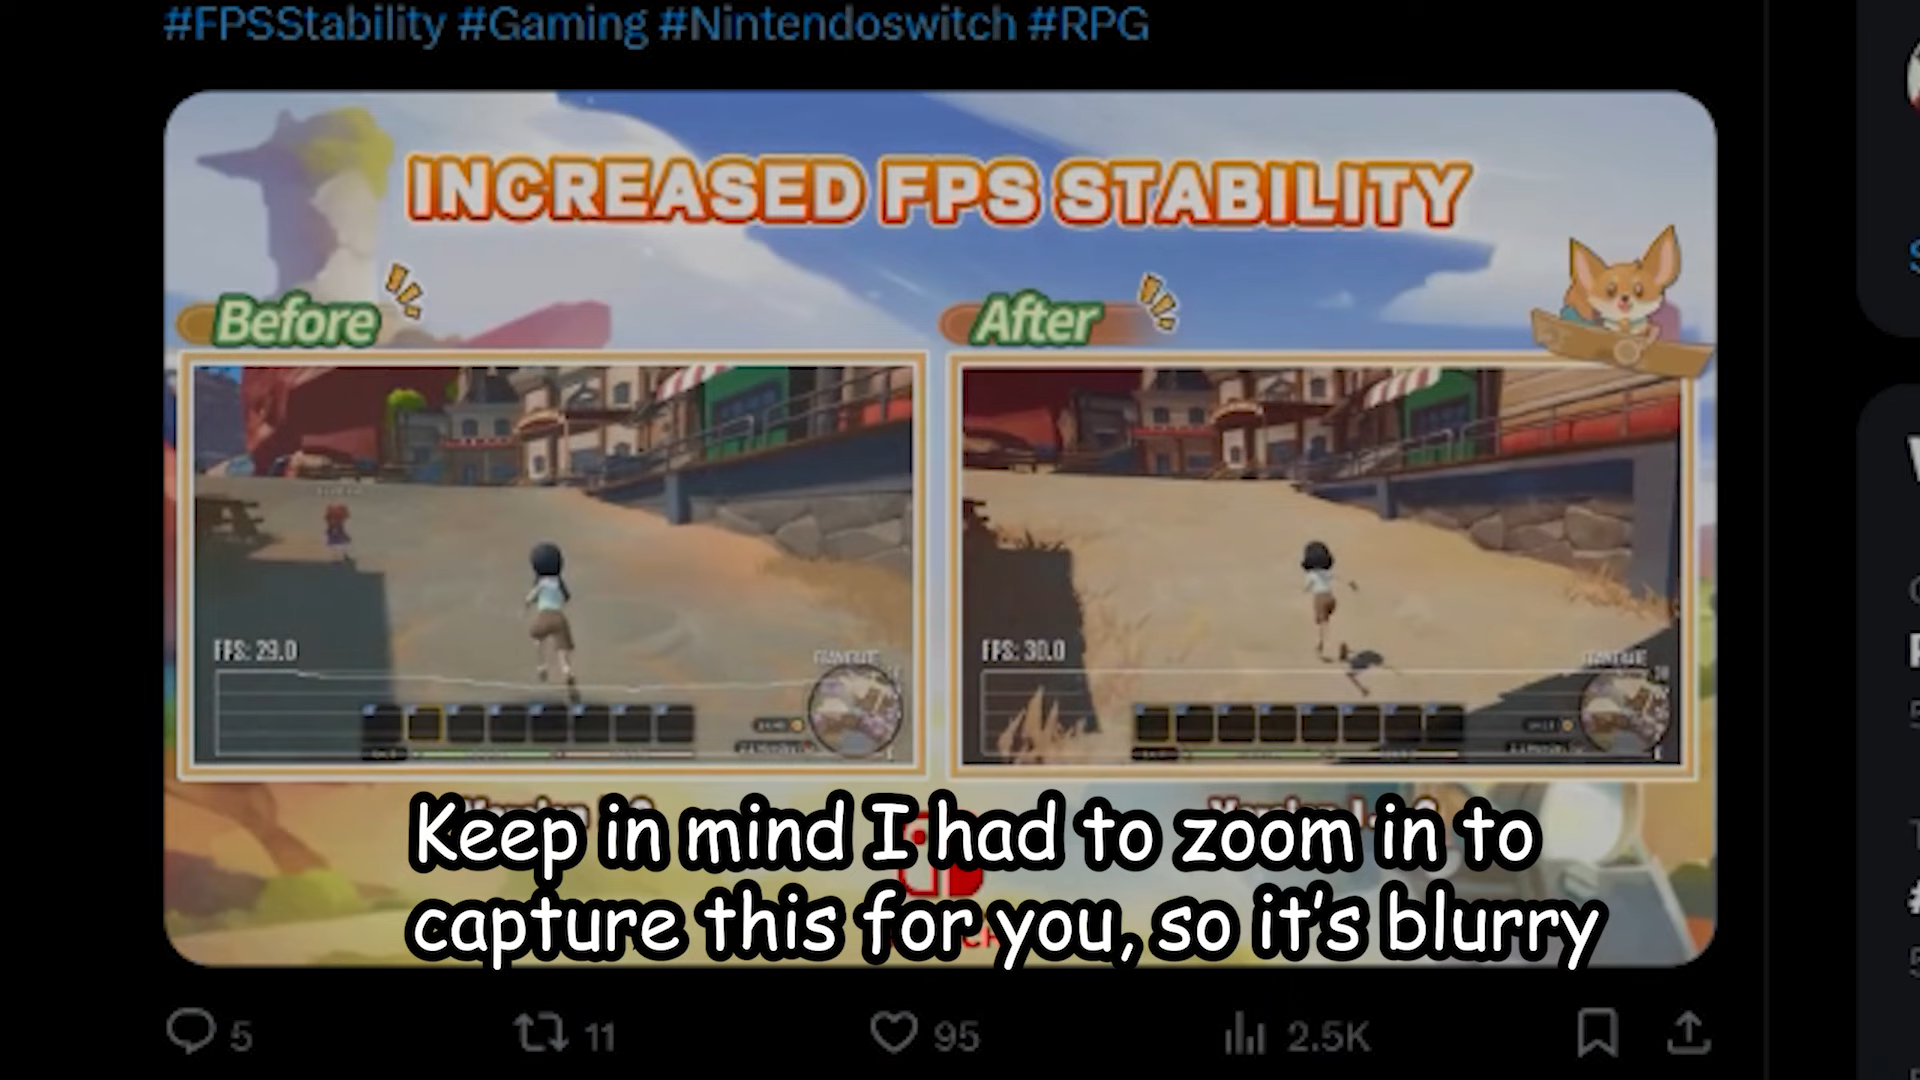 #FPSStability #Gaming #Nintendoswitch #RPG
INCREASED FPS STABILITY
Before
After
FPS: 29.0
FPS: 30.0
Keep in mind I had to zoom in to
capture this for you, so it's blurry
5
11
95
2.5K